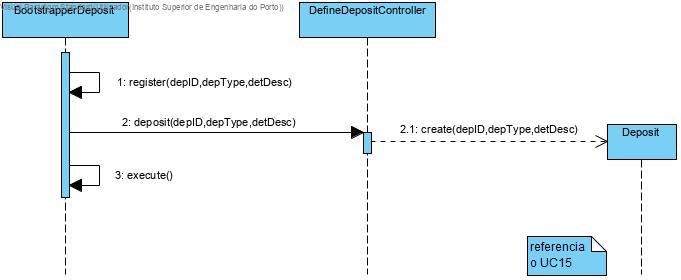 (Instituto Superior de Engenharia do Porto))
BootstrapperDeposit
DefineDepositController
1: register(depID,depType,detDesc)
2: deposit(depID,depType,detDesc)
2.1: create(depID,depType,detDesc)
Deposit
3: execute()
referencia
o UC15